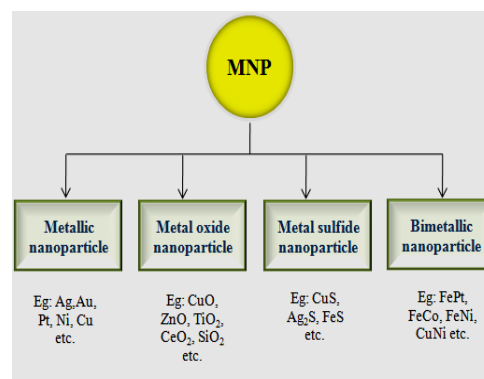 MNP
Metallic
nanoparticle
Metal oxide
nanoparticle
Metal sulfide
nanoparticle
Bimetallic
nanoparticle
Eg: Ag,Au,
Pt, Ni, Cu
etc.
Eg: CuO,
ZnO, TiO₂,
CeO₂, SiO₂
etc.
Eg: CuS,
Ag₂S, FeS
etc.
Eg: FePt,
FeCo, FeNi,
CuNi etc.